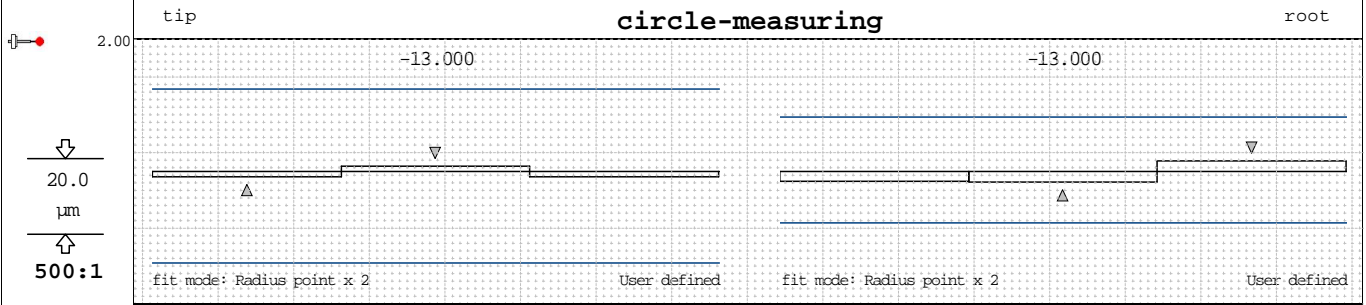 tip circle-measuring root
2.00
-13.000 -13.000
20.0
µm
500:1
fit mode: Radius point x 2 User defined fit mode: Radius point x 2 User defined